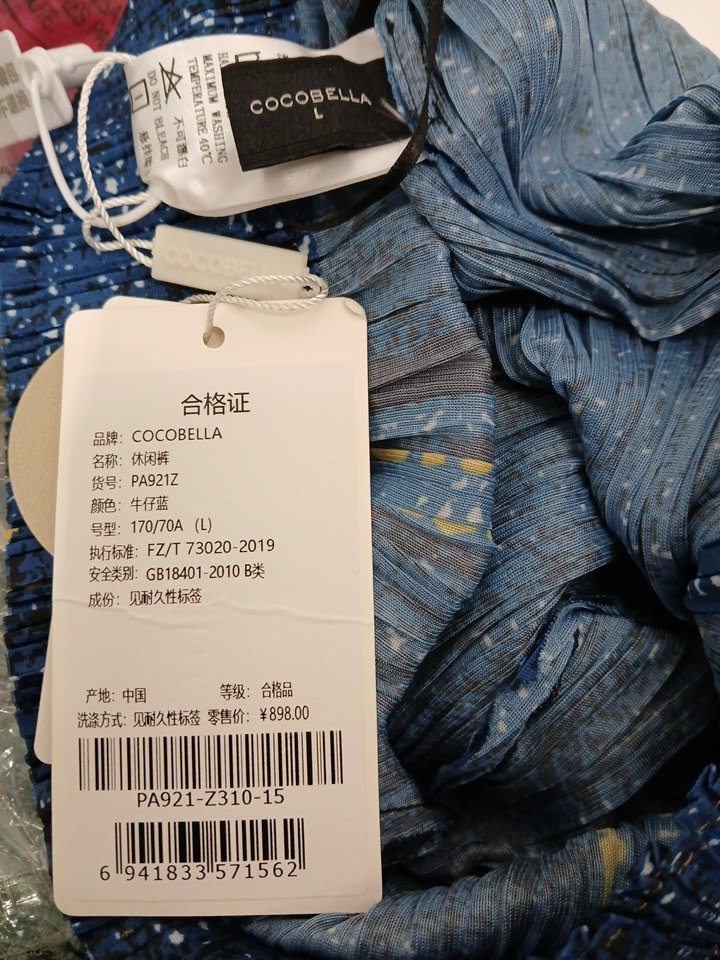 COCOBELLA
L
MAXIMUM WASHING
TEMPERATURE 40℃
不可漂白
DO NOT BLEACH
COCOBELLA
合格证
品牌：COCOBELLA
名称：休闲裤
货号：PA921Z
颜色：牛仔蓝
号型：170/70A （L）
执行标准：FZ/T 73020-2019
安全类别：GB18401-2010 B类
成份：见耐久性标签
产地：中国 等级：合格品
洗涤方式：见耐久性标签 零售价：¥898.00
PA921-Z310-15
6 941833 571562